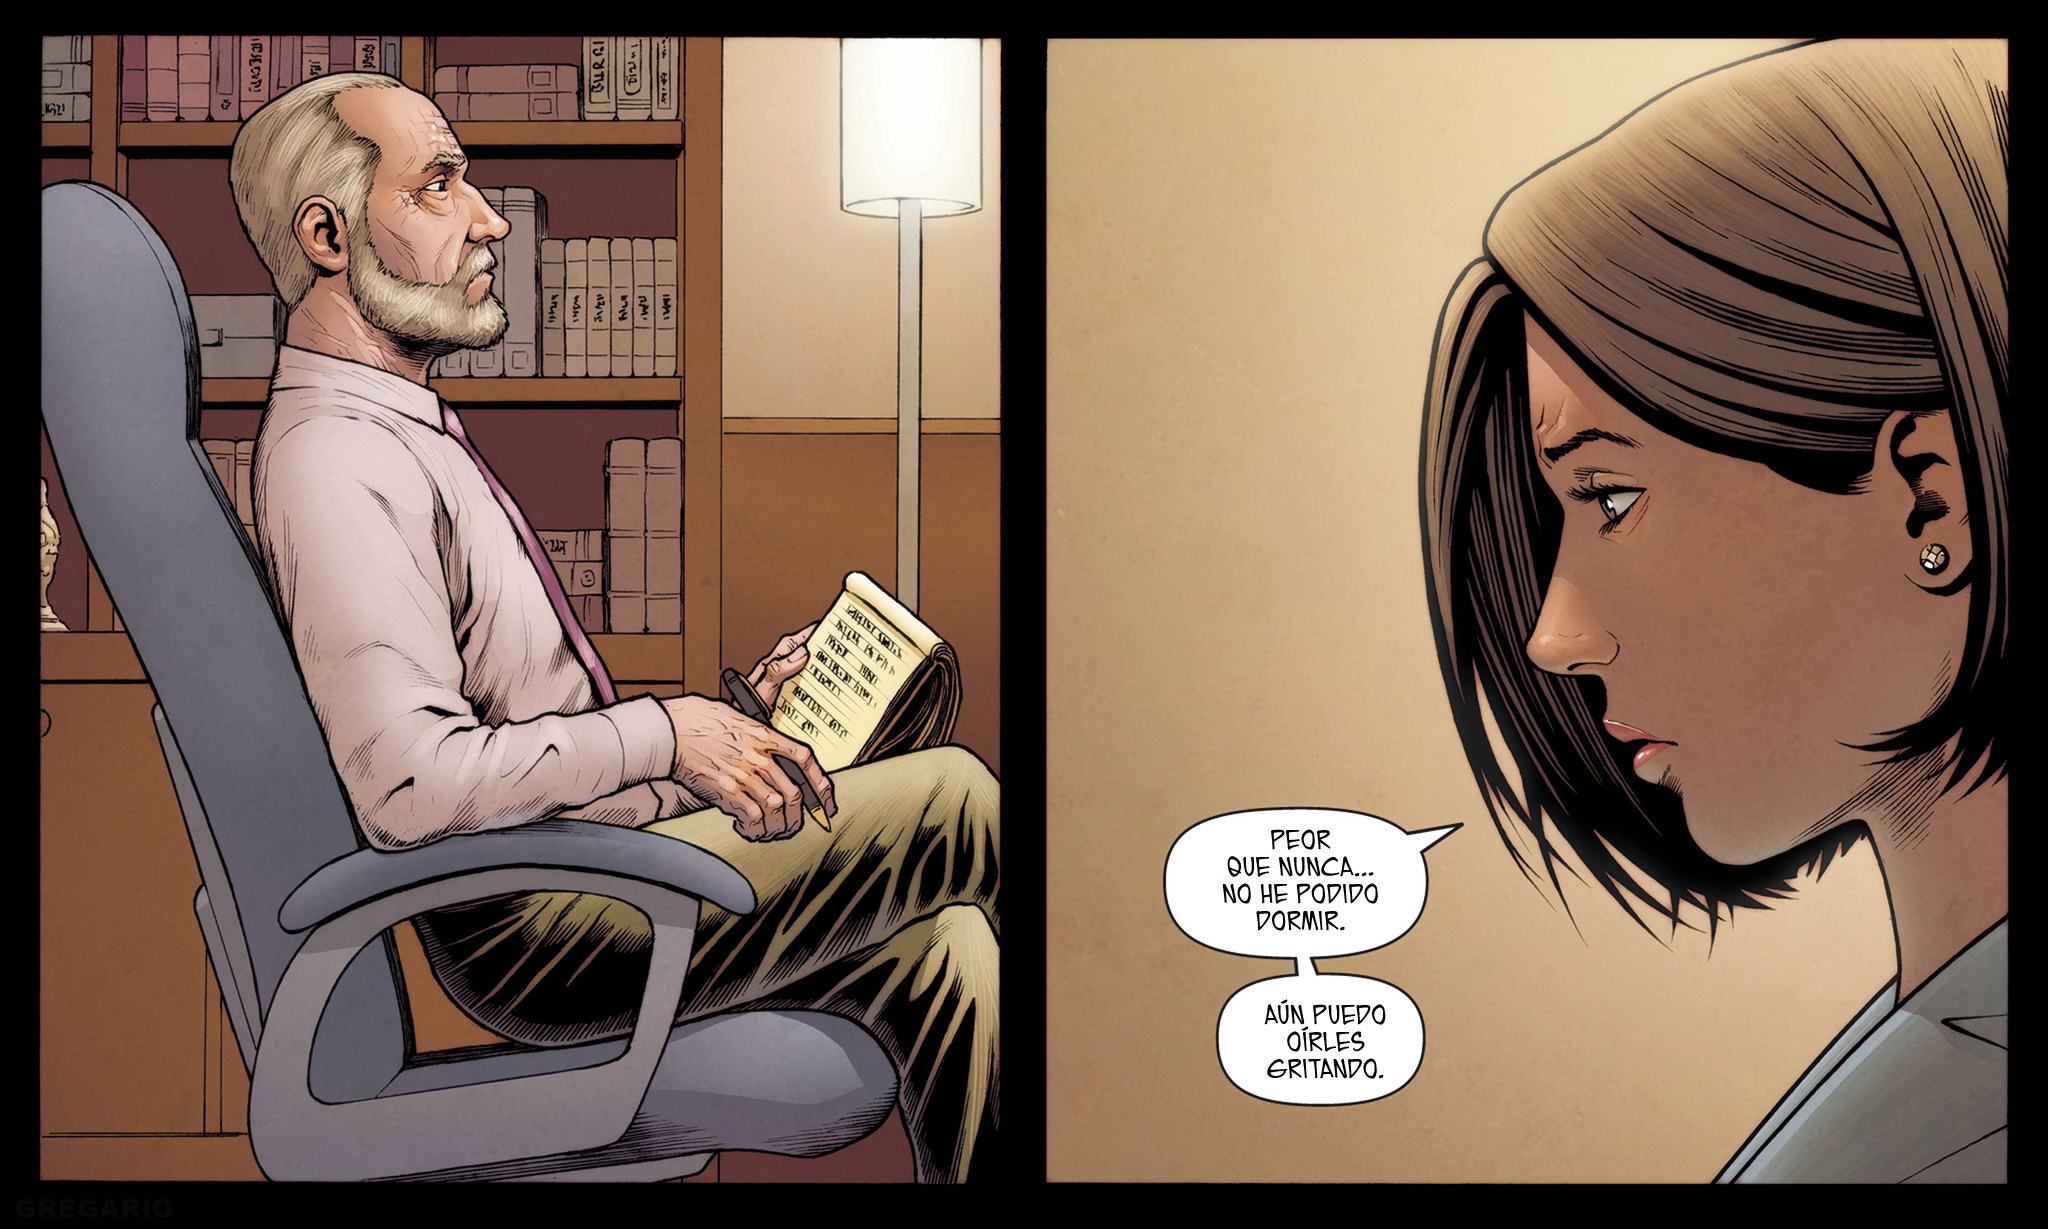 PEOR
QUE NUNCA...
NO HE PODIDO
DORMIR.
AÚN PUEDO
OÍRLES
GRITANDO.
GREGARIO